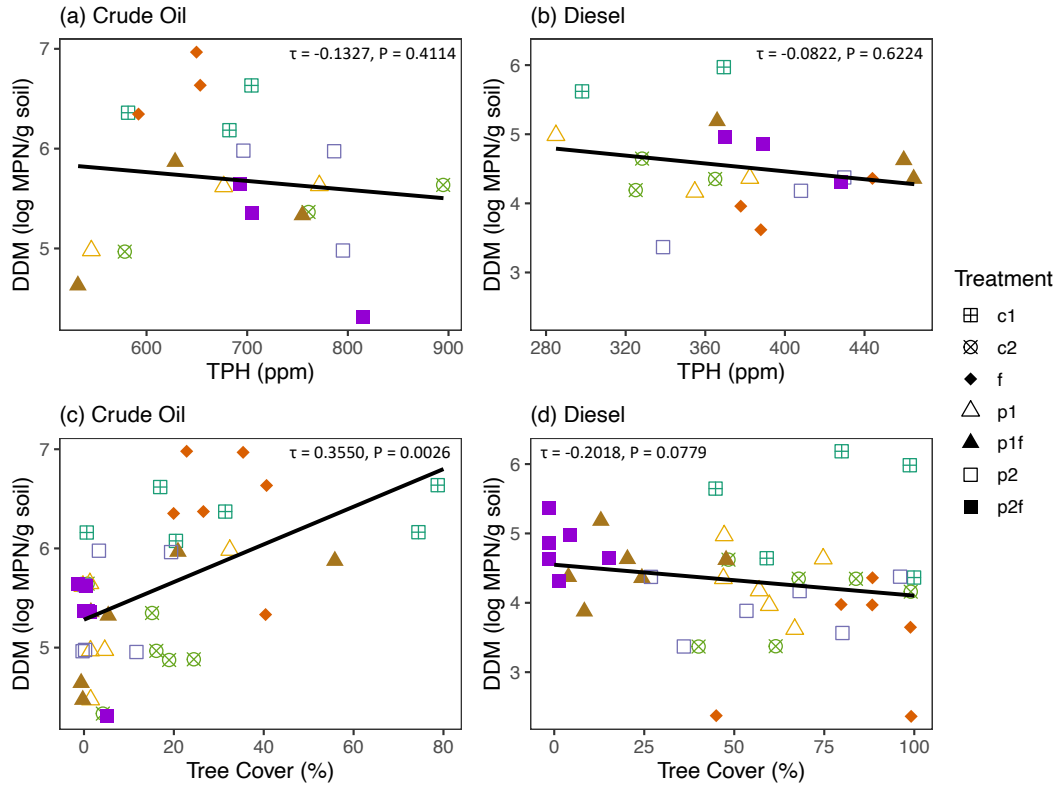 (a) Crude Oil
τ = -0.1327, P = 0.4114
7
6
5
DDM (log MPN/g soil)
600 700 800 900
TPH (ppm)
(b) Diesel
τ = -0.0822, P = 0.6224
6
5
4
3
DDM (log MPN/g soil)
280 320 360 400 440
TPH (ppm)
(c) Crude Oil
τ = 0.3550, P = 0.0026
7
6
5
DDM (log MPN/g soil)
0 20 40 60 80
Tree Cover (%)
(d) Diesel
τ = -0.2018, P = 0.0779
6
5
4
3
DDM (log MPN/g soil)
0 25 50 75 100
Tree Cover (%)
Treatment
c1
c2
f
p1
p1f
p2
p2f